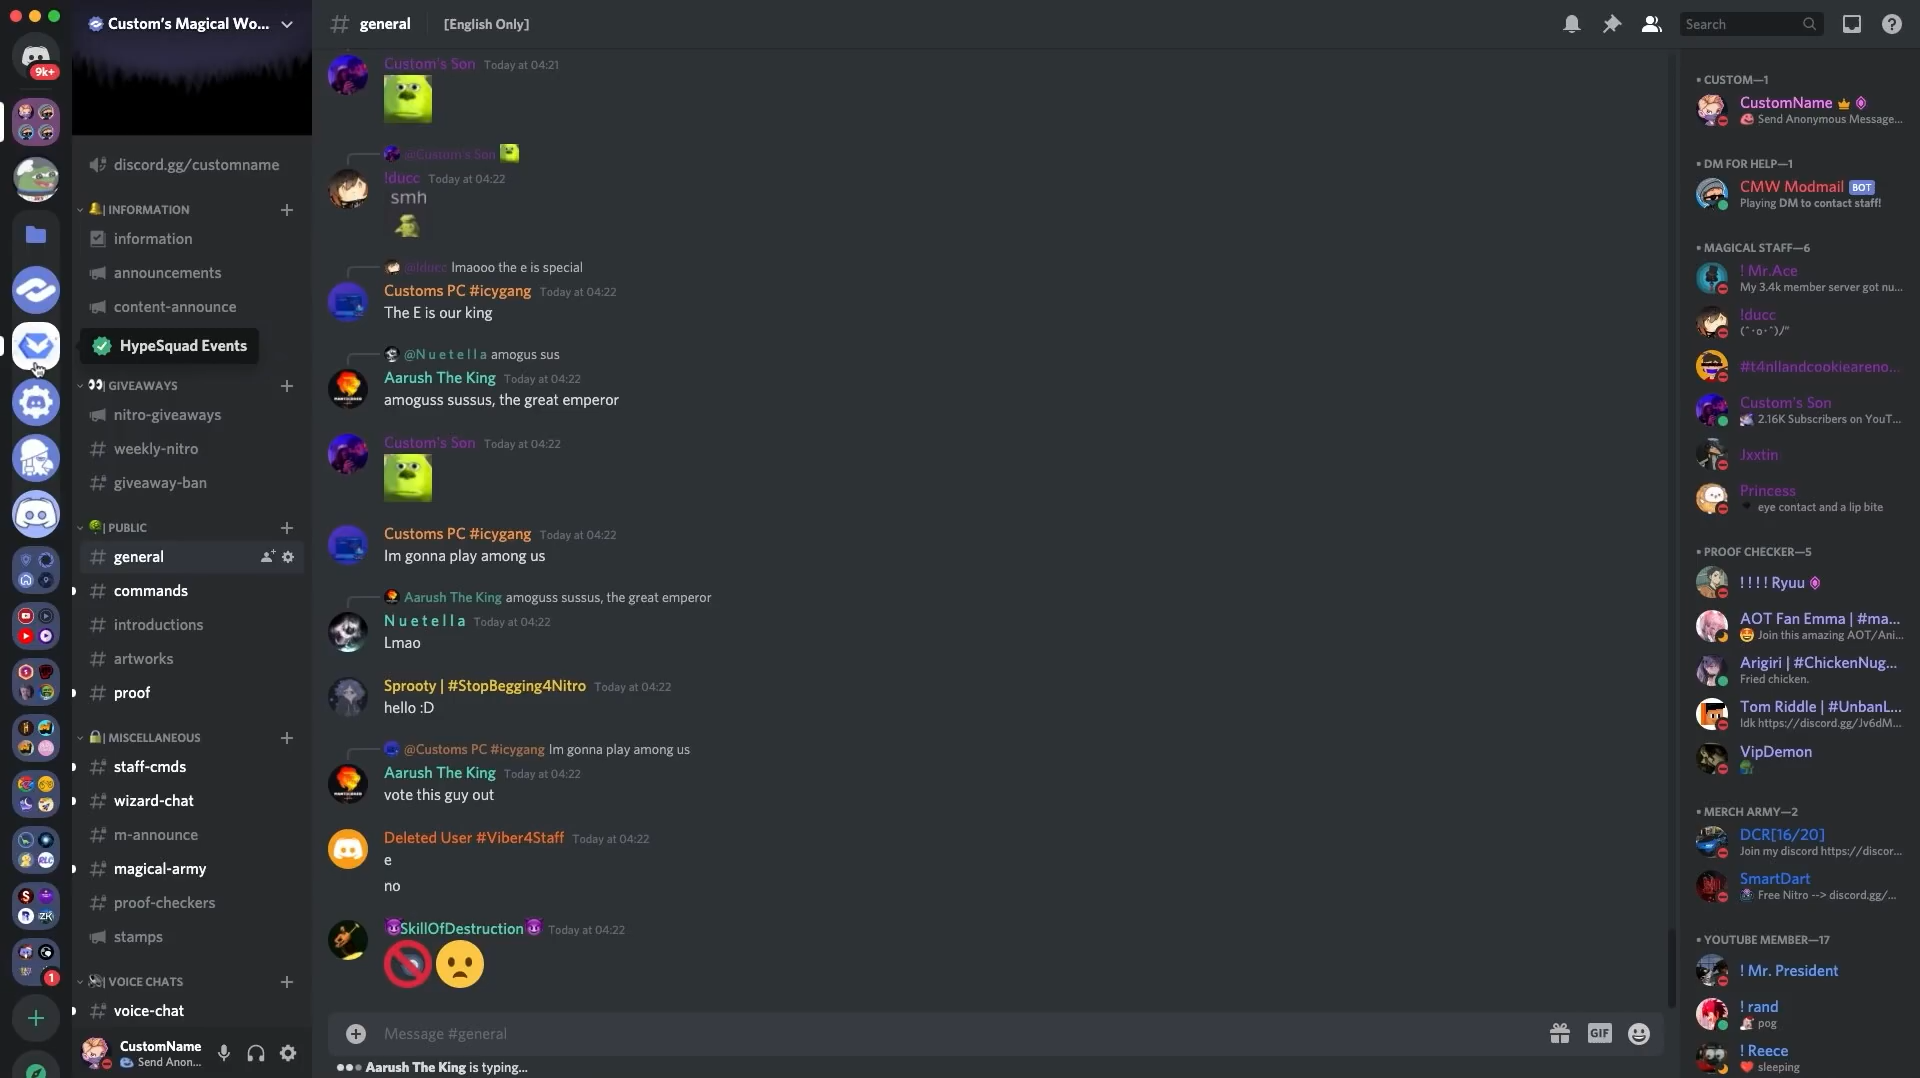 Custom's Magical Wo...
general
[English Only]
Search
9k+
discord.gg/customname
INFORMATION
information
announcements
content-announce
HypeSquad Events
GIVEAWAYS
nitro-giveaways
weekly-nitro
giveaway-ban
PUBLIC
general
commands
introductions
artworks
proof
MISCELLANEOUS
staff-cmds
wizard-chat
m-announce
magical-army
proof-checkers
stamps
VOICE CHATS
voice-chat
1
CustomName
Send Anon...
Custom's Son Today at 04:21
@Custom's Son
!ducc Today at 04:22
smh
@!ducc lmaooo the e is special
Customs PC #icygang Today at 04:22
The E is our king
@N u e t e l l a amogus sus
Aarush The King Today at 04:22
amoguss sussus, the great emperor
Custom's Son Today at 04:22
Customs PC #icygang Today at 04:22
Im gonna play among us
Aarush The King amoguss sussus, the great emperor
N u e t e l l a Today at 04:22
Lmao
Sprooty | #StopBegging4Nitro Today at 04:22
hello :D
@Customs PC #icygang Im gonna play among us
Aarush The King Today at 04:22
vote this guy out
Deleted User #Viber4Staff Today at 04:22
e
no
SkillOfDestruction Today at 04:22
Message #general
GIF
Aarush The King is typing...
CUSTOM—1
CustomName
Send Anonymous Message...
DM FOR HELP—1
CMW Modmail BOT
Playing DM to contact staff!
MAGICAL STAFF—6
! Mr.Ace
My 3.4k member server got nu...
!ducc
#t4nllandcookieareno...
Custom's Son
2.16K Subscribers on YouT...
Jxxtin
Princess
eye contact and a lip bite
PROOF CHECKER—5
! ! ! ! Ryuu
AOT Fan Emma | #ma...
Join this amazing AOT/Ani...
Arigiri | #ChickenNug...
Fried chicken.
Tom Riddle | #UnbanL...
Idk https://discord.gg/Jv6dM...
VipDemon
MERCH ARMY—2
DCR[16/20]
Join my discord https://discor...
SmartDart
Free Nitro --> discord.gg/...
YOUTUBE MEMBER—17
! Mr. President
! rand
pog
! Reece
sleeping